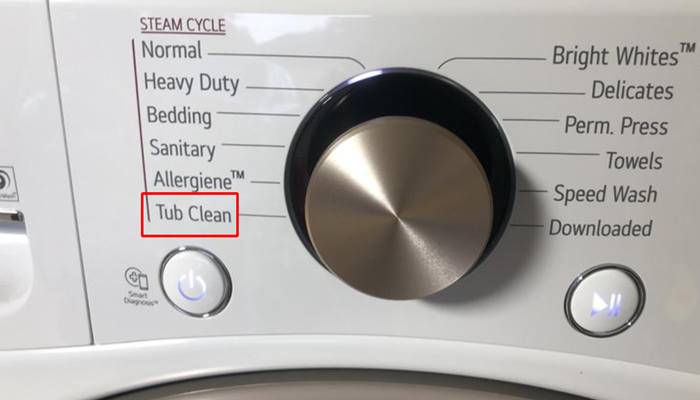 STEAM CYCLE
Normal
Heavy Duty
Bedding
Sanitary
Allergiene™
Tub Clean
Bright Whites™
Delicates
Perm. Press
Towels
Speed Wash
Downloaded
Smart
Diagnosis™